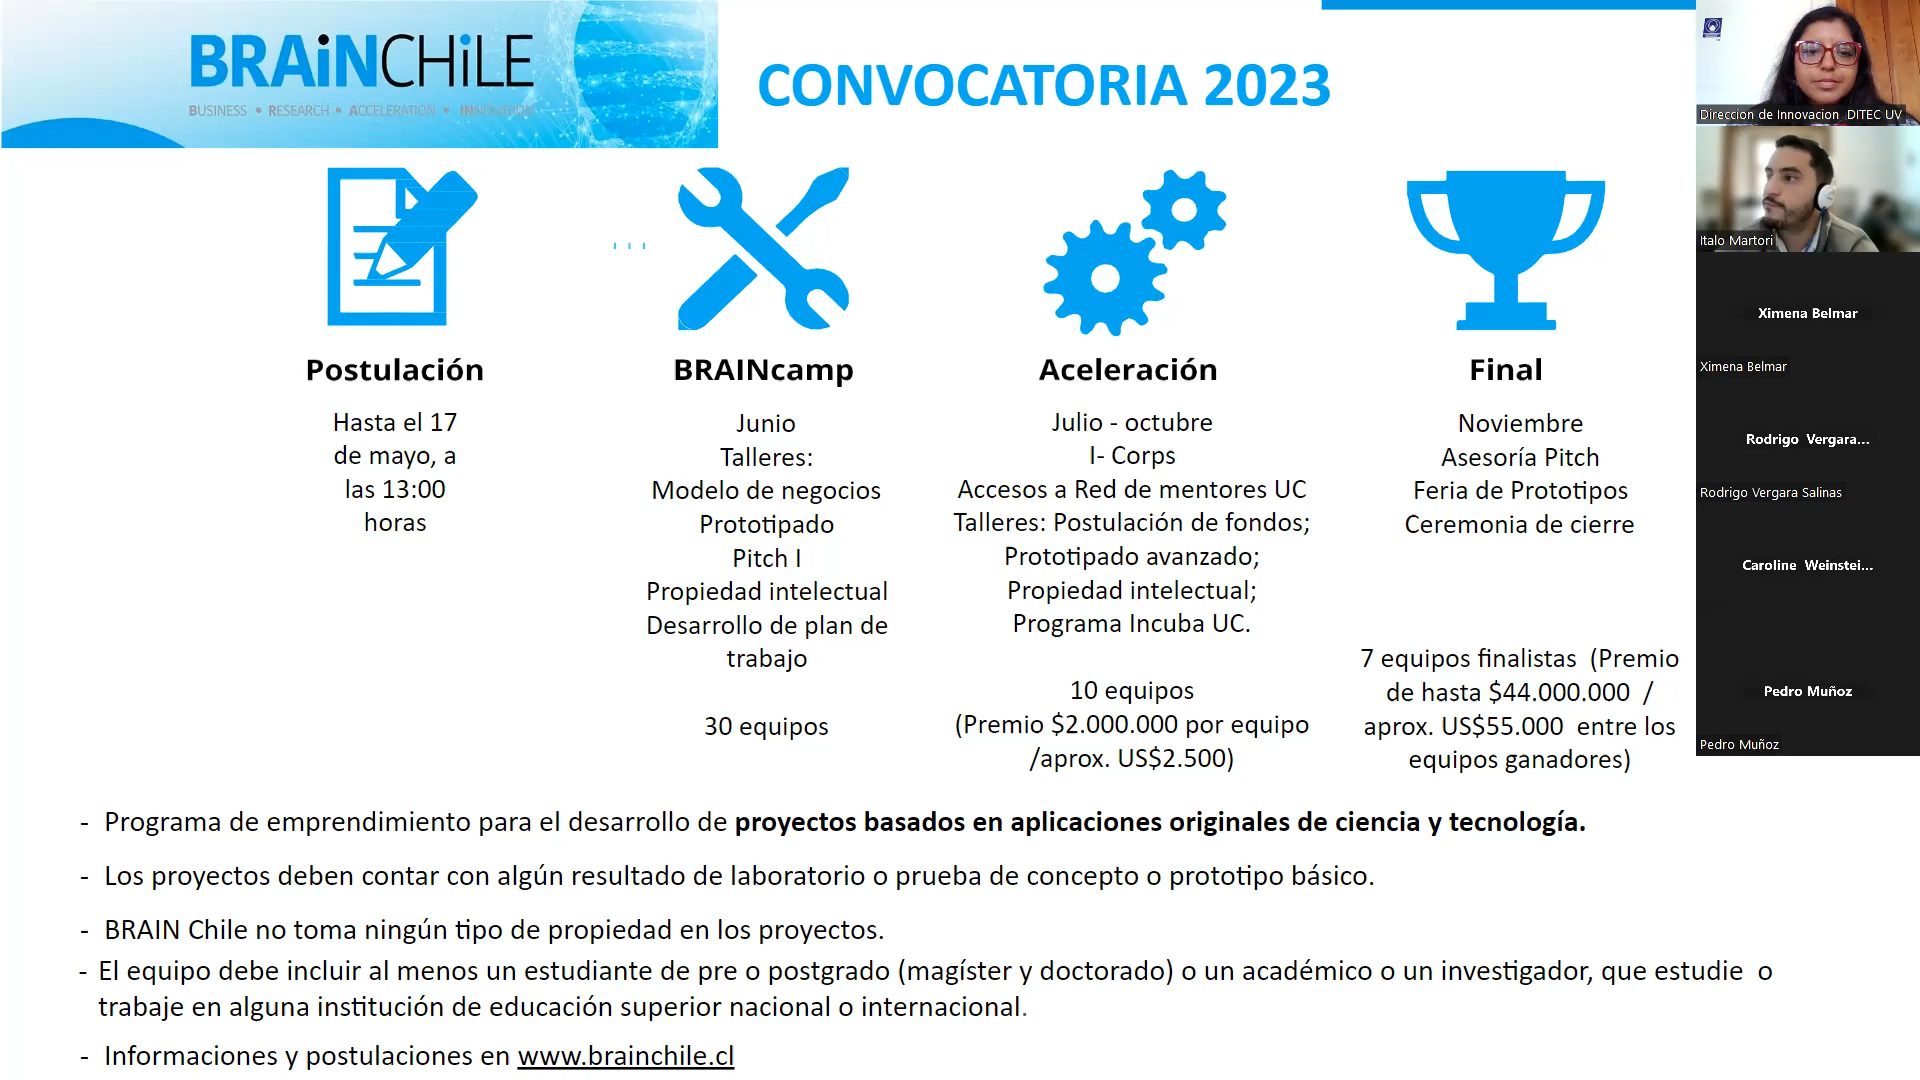 BRAiNCHiLE
BUSINESS • RESEARCH • ACCELERATION • INNOVATION
CONVOCATORIA 2023
Postulación
Hasta el 17
de mayo, a
las 13:00
horas
BRAINcamp
Junio
Talleres:
Modelo de negocios
Prototipado
Pitch I
Propiedad intelectual
Desarrollo de plan de
trabajo
30 equipos
Aceleración
Julio - octubre
I- Corps
Accesos a Red de mentores UC
Talleres: Postulación de fondos;
Prototipado avanzado;
Propiedad intelectual;
Programa Incuba UC.
10 equipos
(Premio $2.000.000 por equipo
/aprox. US$2.500)
Final
Noviembre
Asesoría Pitch
Feria de Prototipos
Ceremonia de cierre
7 equipos finalistas (Premio
de hasta $44.000.000 /
aprox. US$55.000 entre los
equipos ganadores)
- Programa de emprendimiento para el desarrollo de proyectos basados en aplicaciones originales de ciencia y tecnología.
- Los proyectos deben contar con algún resultado de laboratorio o prueba de concepto o prototipo básico.
- BRAIN Chile no toma ningún tipo de propiedad en los proyectos.
- El equipo debe incluir al menos un estudiante de pre o postgrado (magíster y doctorado) o un académico o un investigador, que estudie o
trabaje en alguna institución de educación superior nacional o internacional.
- Informaciones y postulaciones en www.brainchile.cl
Direccion de Innovacion DITEC UV
Italo Martori
Ximena Belmar
Ximena Belmar
Rodrigo Vergara...
Rodrigo Vergara Salinas
Caroline Weinstei...
Pedro Muñoz
Pedro Muñoz